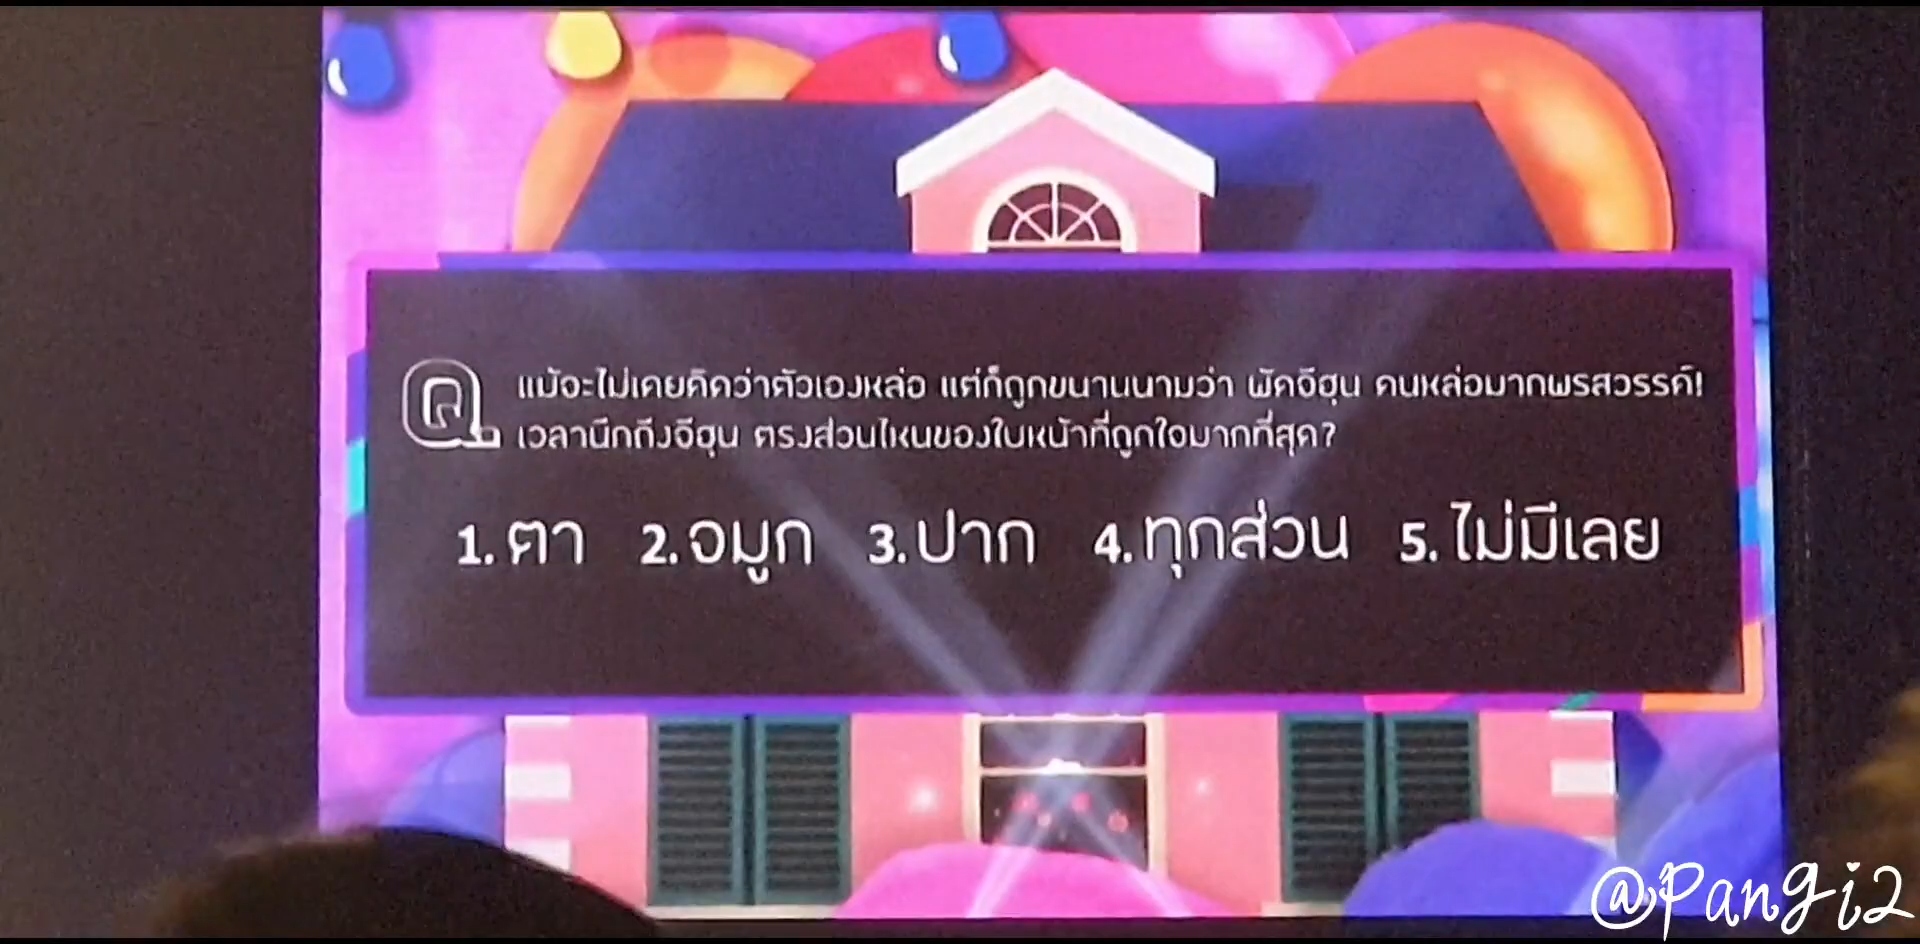 Q แม้จะไม่เคยคิดว่าตัวเองหล่อ แต่ก็ถูกขนานนามว่า พัคจีฮุน คนหล่อมากพรสวรรค์!
เวลานึกถึงจีฮุน ตรงส่วนไหนของใบหน้าที่ถูกใจมากที่สุด?
1. ตา 2. จมูก 3. ปาก 4. ทุกส่วน 5. ไม่มีเลย
@pangi2